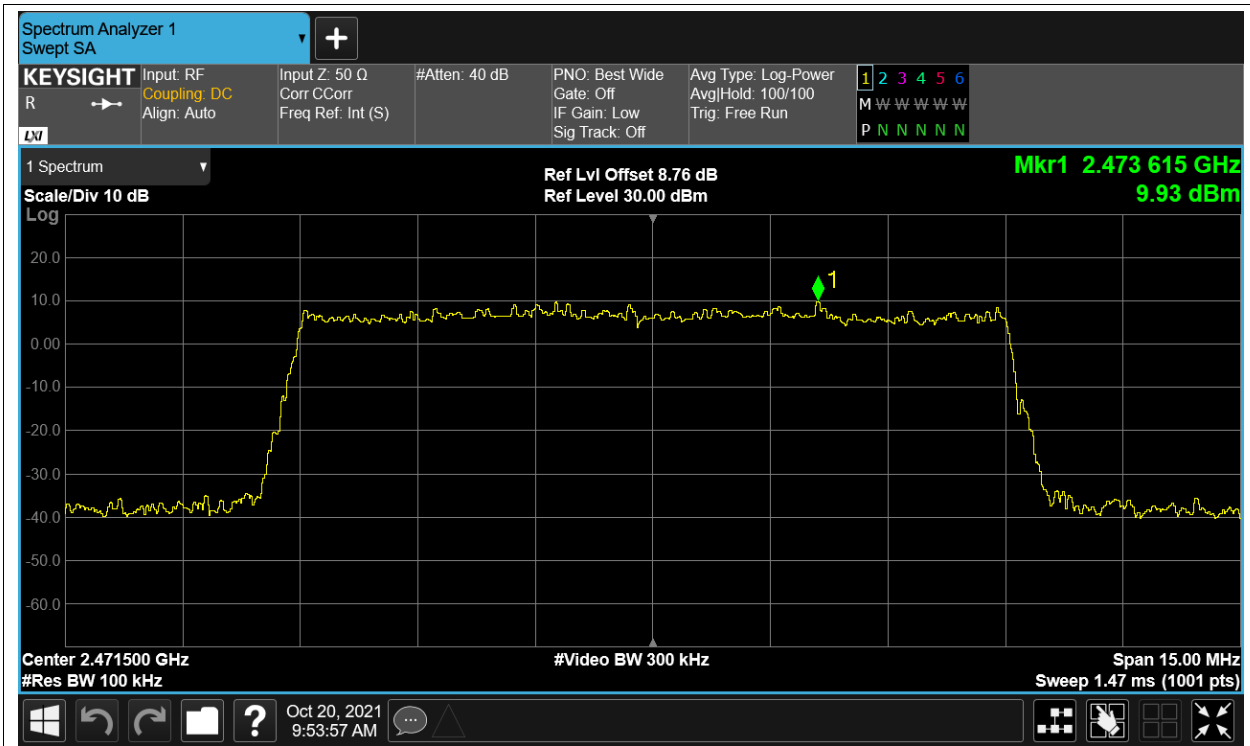 Spectrum Analyzer 1
Swept SA
KEYSIGHT
R
LXI
Input: RF
Coupling: DC
Align: Auto
Input Z: 50 Ω
Corr CCorr
Freq Ref: Int (S)
#Atten: 40 dB
PNO: Best Wide
Gate: Off
IF Gain: Low
Sig Track: Off
Avg Type: Log-Power
Avg|Hold: 100/100
Trig: Free Run
1 2 3 4 5 6
M W W W W W
P N N N N N
1 Spectrum
Scale/Div 10 dB
Ref Lvl Offset 8.76 dB
Ref Level 30.00 dBm
Mkr1 2.473 615 GHz
9.93 dBm
Log
20.0
10.0
0.00
-10.0
-20.0
-30.0
-40.0
-50.0
-60.0
1
Center 2.471500 GHz
#Video BW 300 kHz
Span 15.00 MHz
#Res BW 100 kHz
Sweep 1.47 ms (1001 pts)
?
Oct 20, 2021
9:53:57 AM